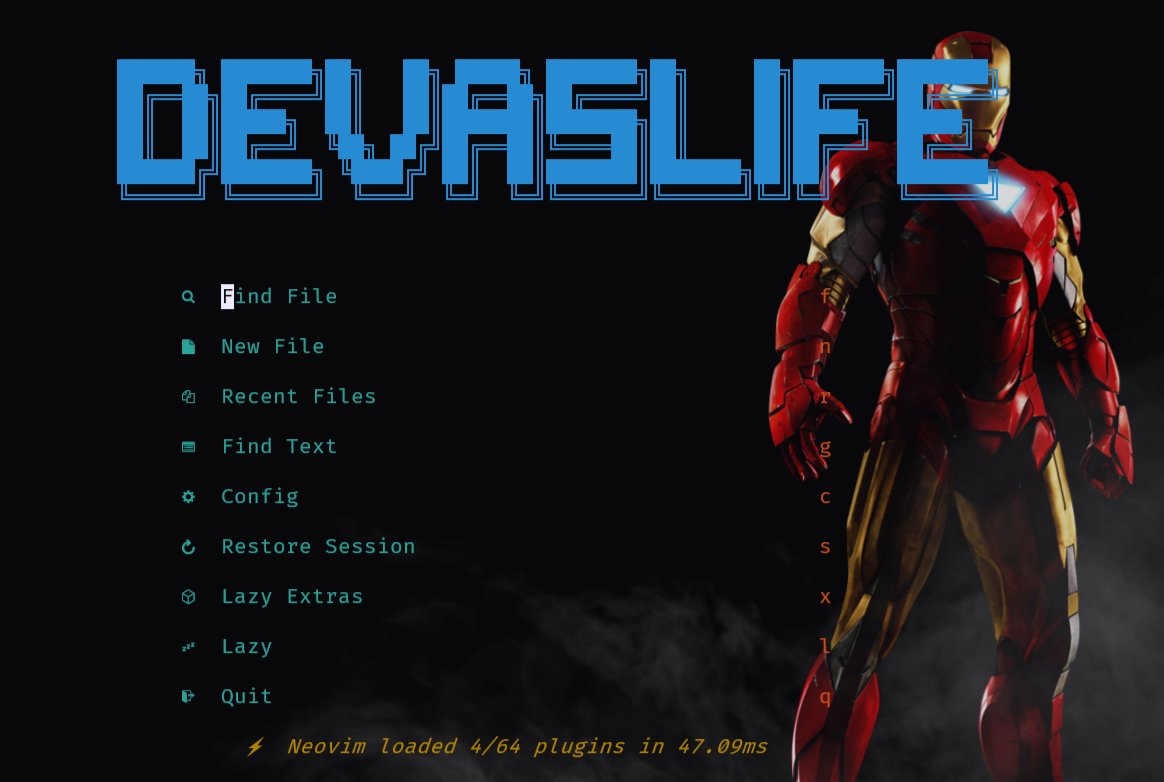 DEVASLIFE
Find File f
New File n
Recent Files r
Find Text g
Config c
Restore Session s
Lazy Extras x
Lazy l
Quit q
⚡ Neovim loaded 4/64 plugins in 47.09ms